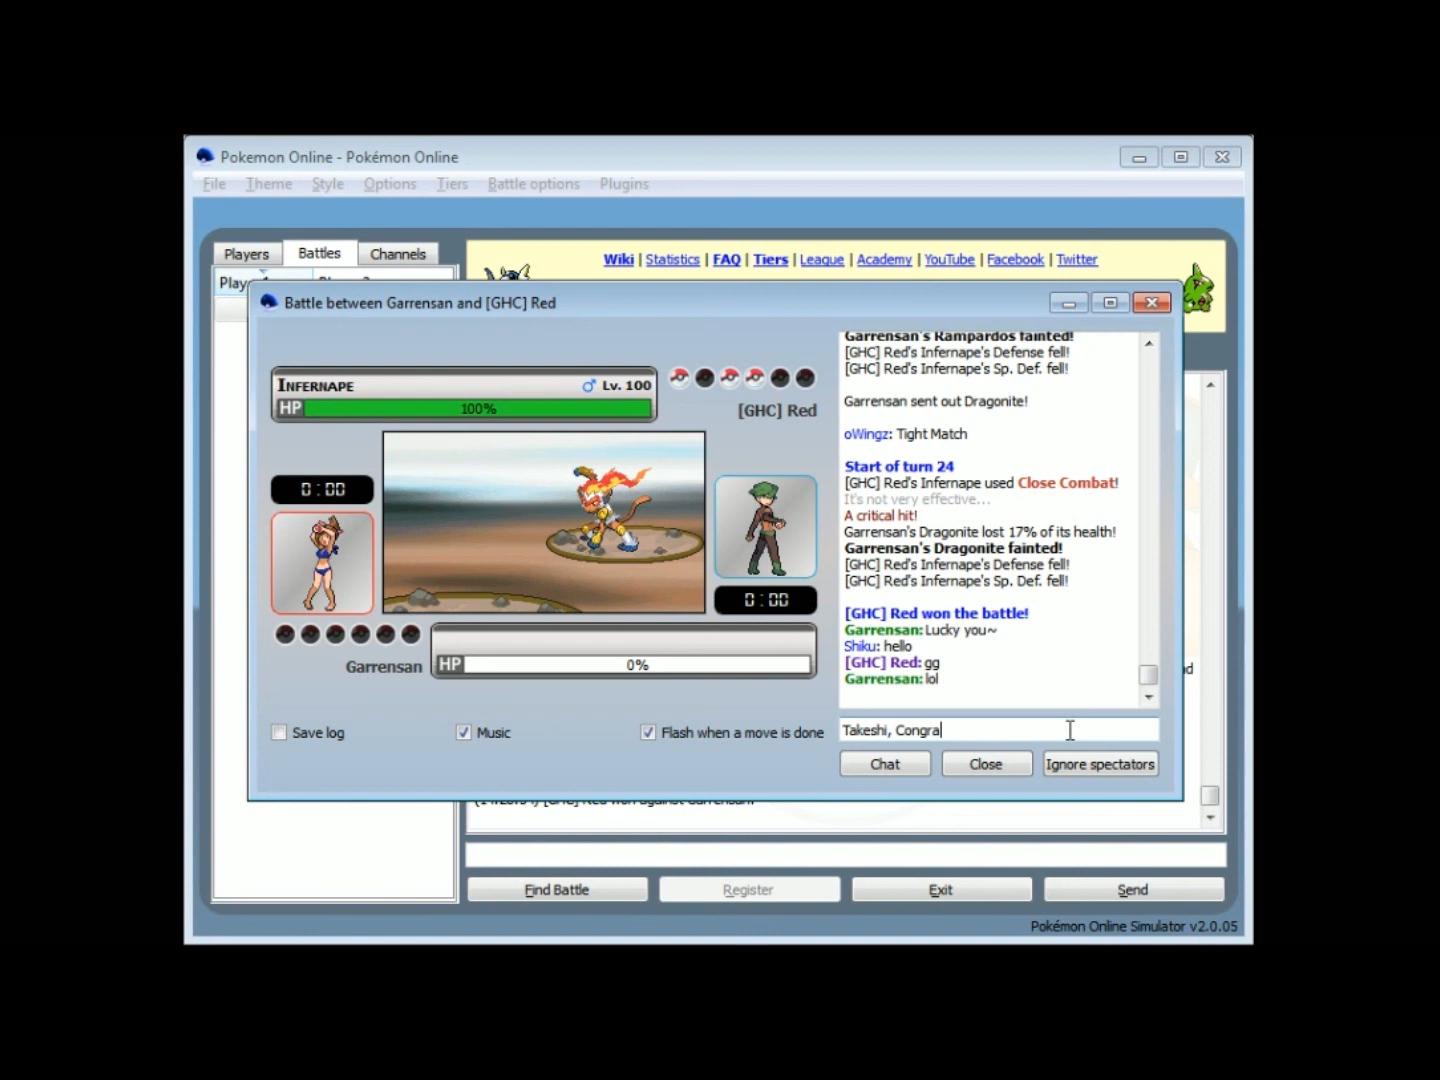 Pokemon Online - Pokémon Online
File Theme Style Options Tiers Battle options Plugins
Players Battles Channels
Wiki | Statistics | FAQ | Tiers | League | Academy | YouTube | Facebook | Twitter
Battle between Garrensan and [GHC] Red
INFERNAPE ♂ Lv. 100
HP 100%
[GHC] Red
0:00
0:00
Garrensan
HP 0%
Save log
Music
Flash when a move is done
Garrensan's Rampardos fainted!
[GHC] Red's Infernape's Defense fell!
[GHC] Red's Infernape's Sp. Def. fell!
Garrensan sent out Dragonite!
oWingz: Tight Match
Start of turn 24
[GHC] Red's Infernape used Close Combat!
It's not very effective...
A critical hit!
Garrensan's Dragonite lost 17% of its health!
Garrensan's Dragonite fainted!
[GHC] Red's Infernape's Defense fell!
[GHC] Red's Infernape's Sp. Def. fell!
[GHC] Red won the battle!
Garrensan: Lucky you~
Shiku: hello
[GHC] Red: gg
Garrensan: lol
Takeshi, Congra
Chat Close Ignore spectators
Find Battle Register Exit Send
Pokémon Online Simulator v2.0.05